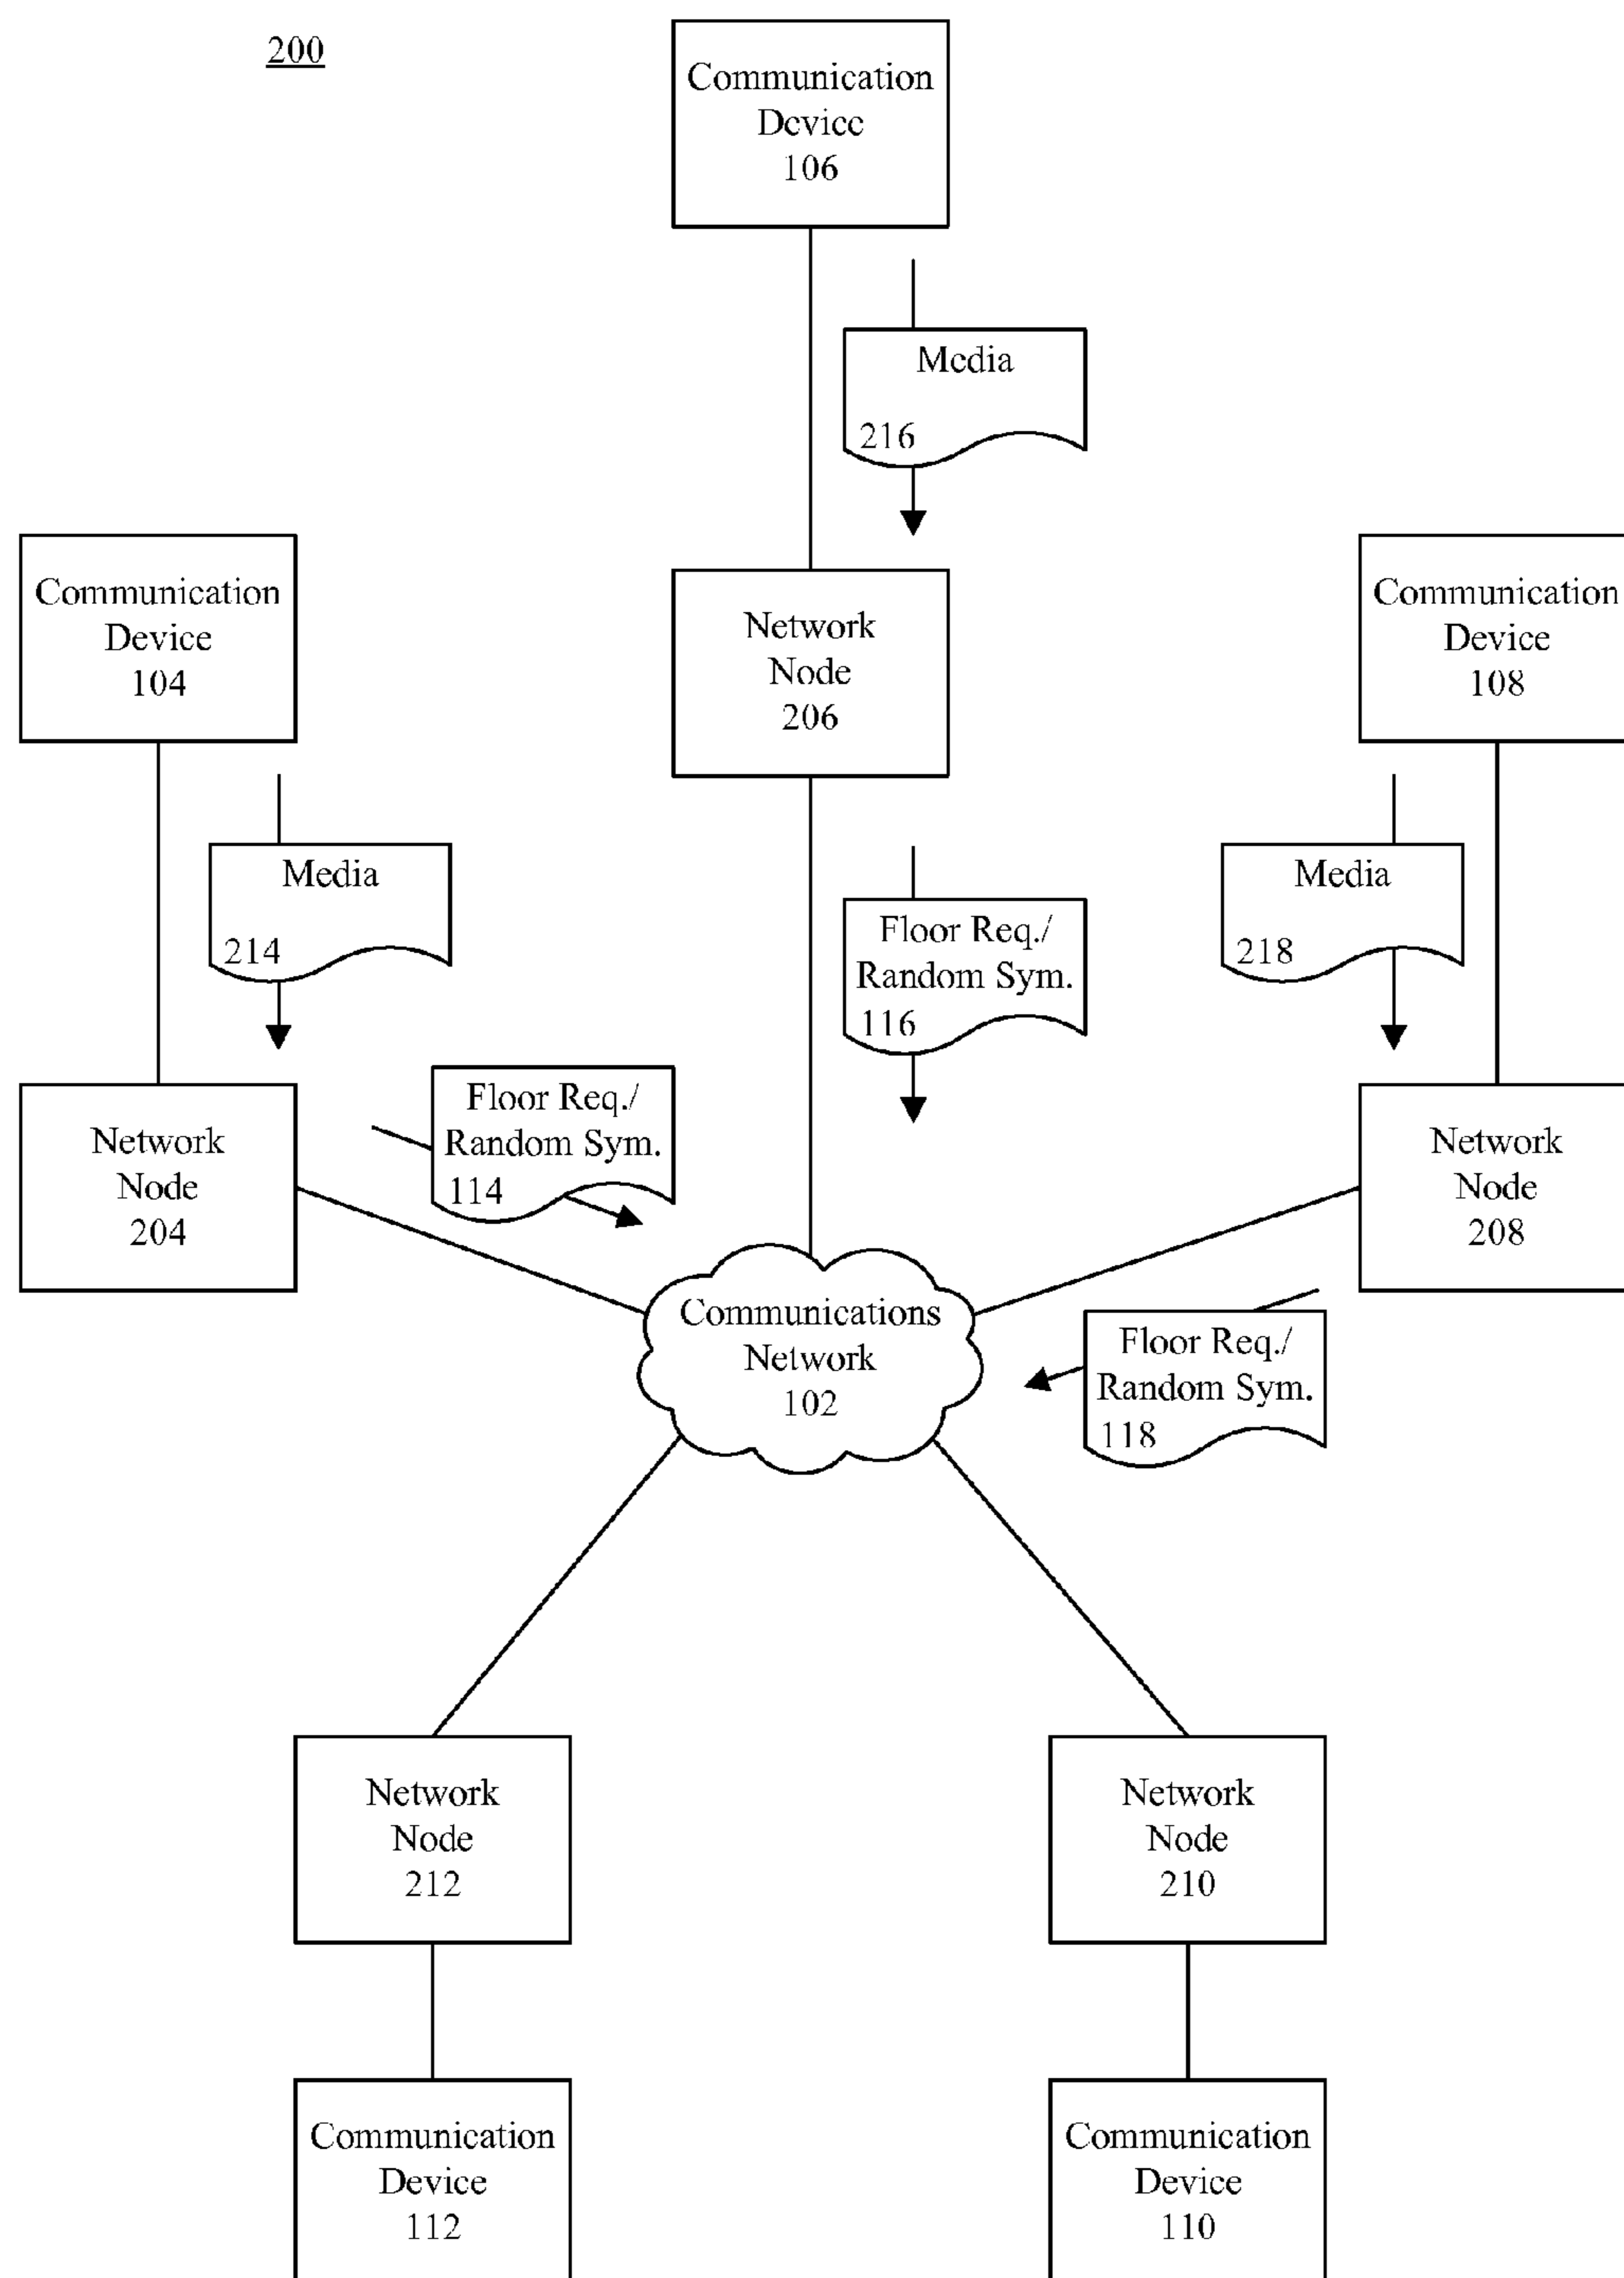 200
Communication
Device
106
Media
216
Communication
Device
104
Network
Node
206
Communication
Device
108
Media
214
Floor Req./
Random Sym.
116
Media
218
Network
Node
204
Floor Req./
Random Sym.
114
Network
Node
208
Communications
Network
102
Floor Req./
Random Sym.
118
Network
Node
212
Network
Node
210
Communication
Device
112
Communication
Device
110